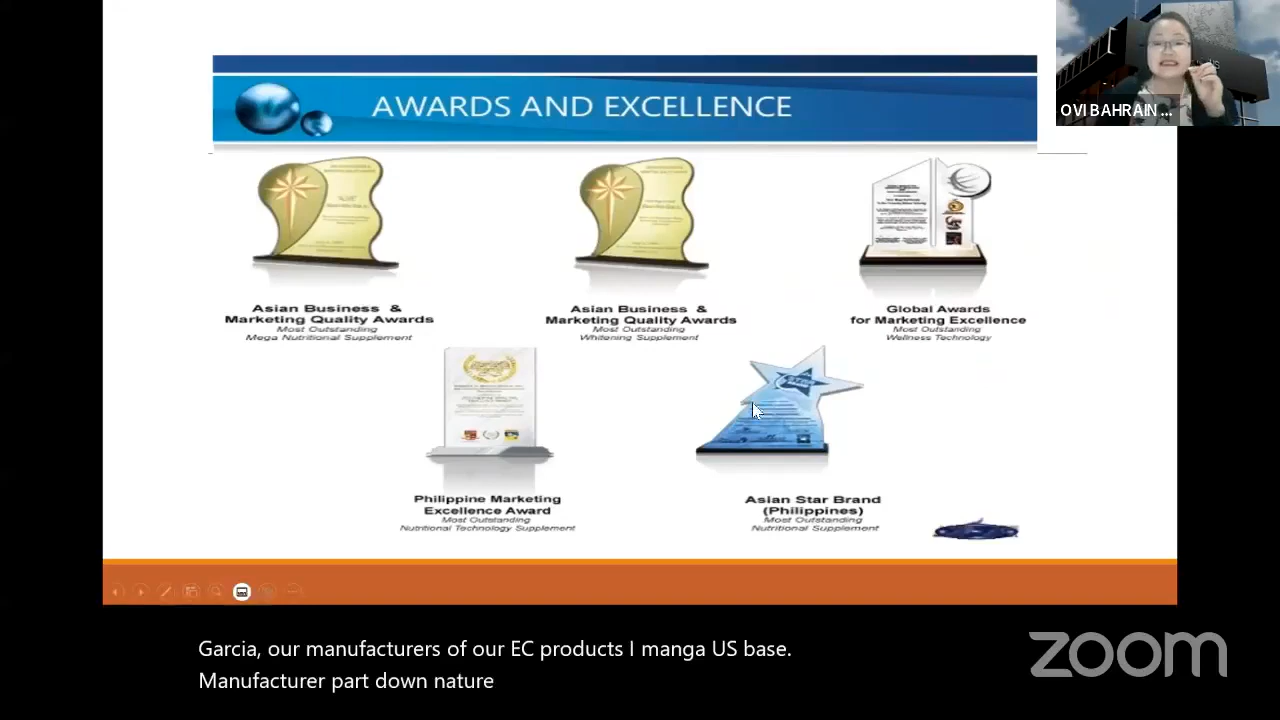 AWARDS AND EXCELLENCE
OVI BAHRAIN ...
Asian Business &
Marketing Quality Awards
Most Outstanding
Mega Nutritional Supplement
Asian Business &
Marketing Quality Awards
Most Outstanding
Whitening Supplement
Global Awards
for Marketing Excellence
Most Outstanding
Wellness Technology
Philippine Marketing
Excellence Award
Most Outstanding
Nutritional Technology Supplement
Asian Star Brand
(Philippines)
Most Outstanding
Nutritional Supplement
Garcia, our manufacturers of our EC products I manga US base.
Manufacturer part down nature
zoom